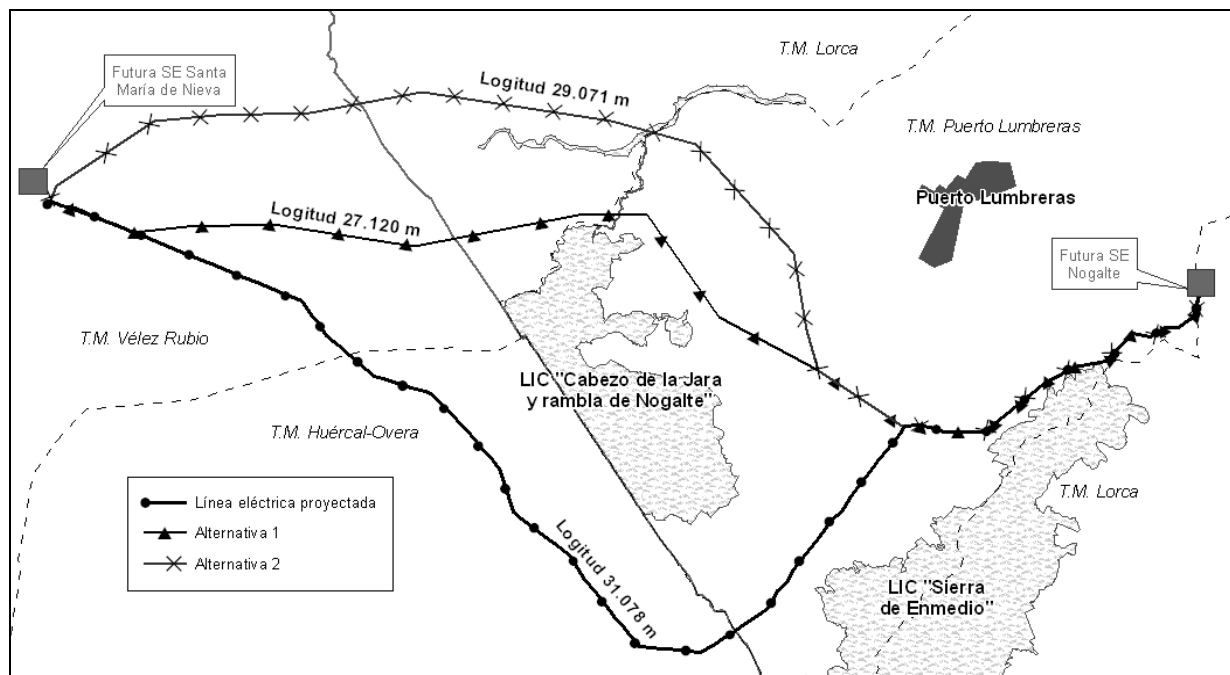 T.M. Lorca
Futura SE Santa
María de Nieva
Logitud 29.071 m
T.M. Puerto Lumbreras
Puerto Lumbreras
Logitud 27.120 m
Futura SE
Nogalte
T.M. Vélez Rubio
LIC "Cabezo de la Jara
y rambla de Nogalte"
T.M. Huércal-Overa
T.M. Lorca
Línea eléctrica proyectada
Alternativa 1
Alternativa 2
Logitud 31.078 m
LIC "Sierra
de Enmedio"